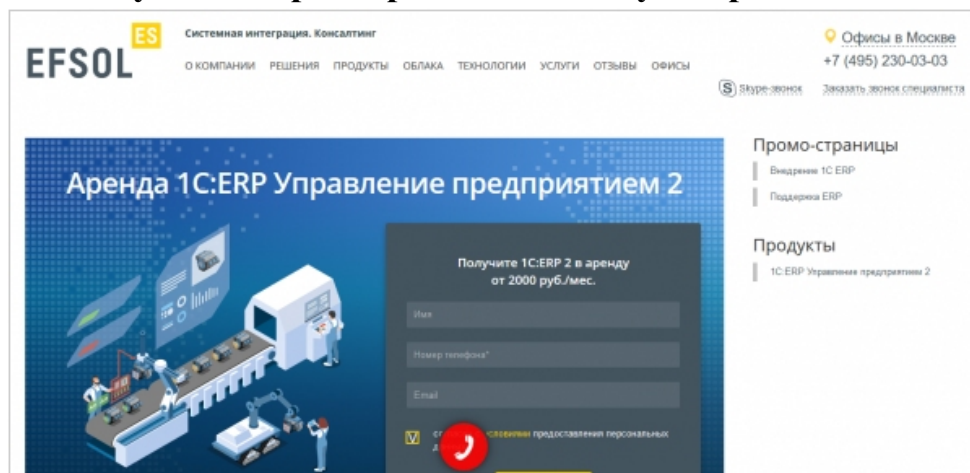 ES
EFSOL
Системная интеграция. Консалтинг
О КОМПАНИИ РЕШЕНИЯ ПРОДУКТЫ ОБЛАКА ТЕХНОЛОГИИ УСЛУГИ ОТЗЫВЫ ОФИСЫ
Офисы в Москве
+7 (495) 230-03-03
Skype-звонок Заказать звонок специалиста
Аренда 1С:ERP Управление предприятием 2
Получите 1С:ERP 2 в аренду
от 2000 руб./мес.
Имя
Номер телефона*
Email
условиями предоставления персональных
Промо-страницы
Внедрение 1С ERP
Поддержка ERP
Продукты
1С:ERP Управление предприятием 2